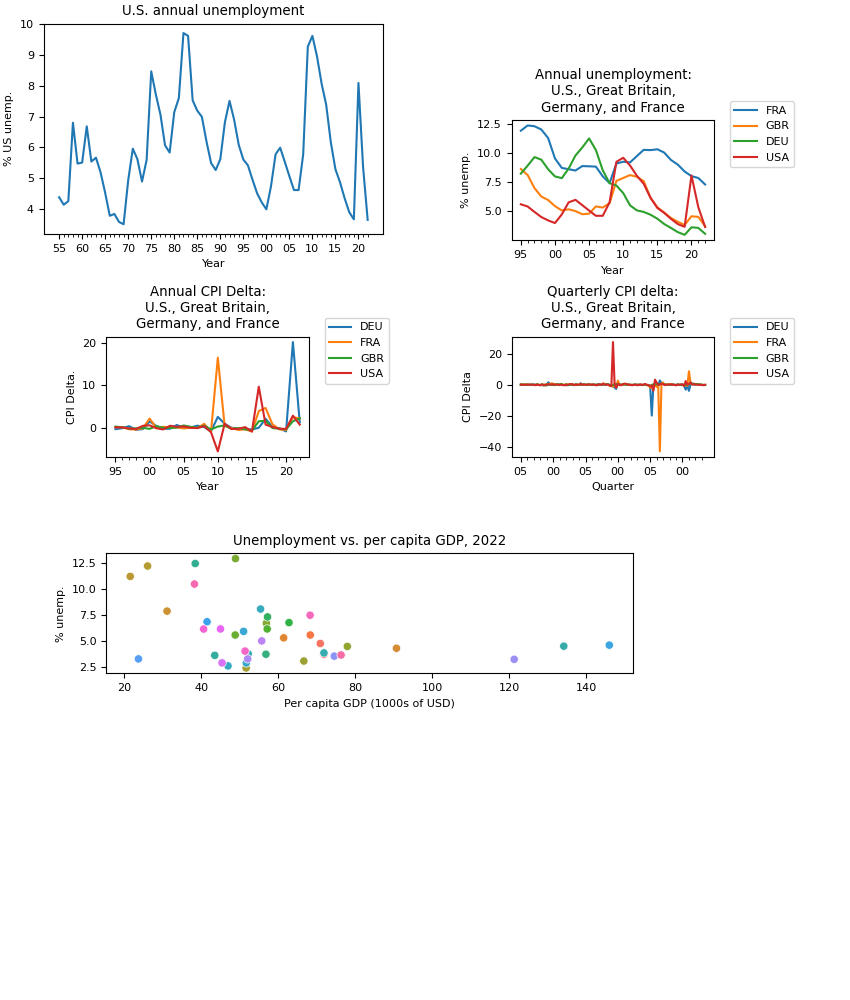 U.S. annual unemployment
10
9
8
7
6
5
4
% US unemp.
55 60 65 70 75 80 85 90 95 00 05 10 15 20
Year
Annual unemployment:
U.S., Great Britain,
Germany, and France
12.5
10.0
7.5
5.0
% unemp.
95 00 05 10 15 20
Year
FRA
GBR
DEU
USA
Annual CPI Delta:
U.S., Great Britain,
Germany, and France
20
10
0
CPI Delta.
95 00 05 10 15 20
Year
DEU
FRA
GBR
USA
Quarterly CPI delta:
U.S., Great Britain,
Germany, and France
20
0
−20
−40
CPI Delta
05 00 05 00 05 00
Quarter
DEU
FRA
GBR
USA
Unemployment vs. per capita GDP, 2022
12.5
10.0
7.5
5.0
2.5
% unemp.
20 40 60 80 100 120 140
Per capita GDP (1000s of USD)